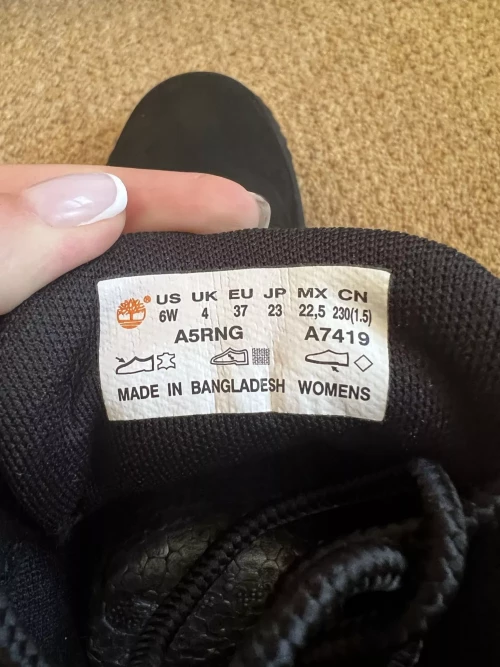 ® US UK EU JP MX CN
6W 4 37 23 22,5 230(1.5)
A5RNG A7419
MADE IN BANGLADESH WOMENS